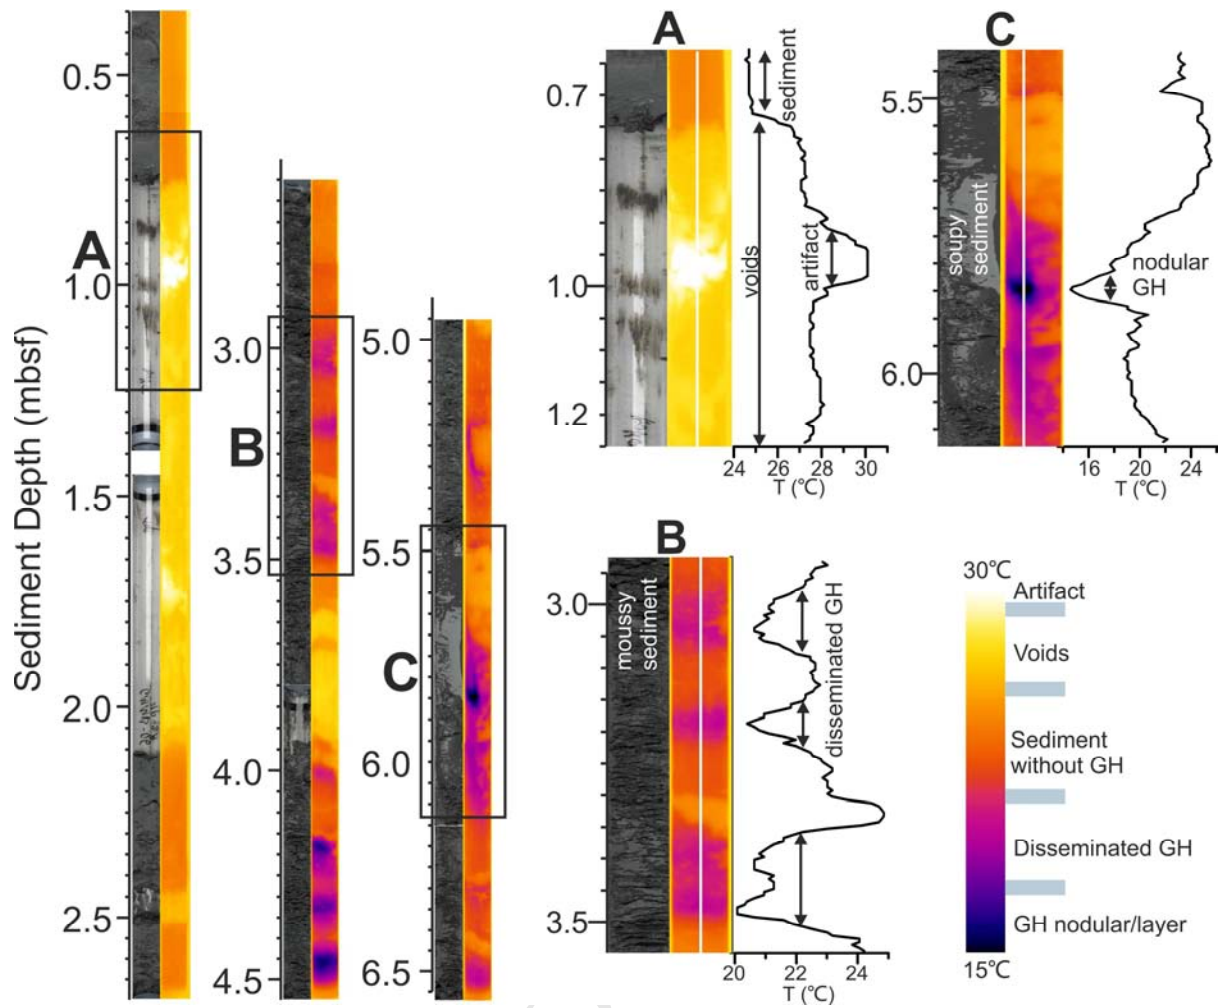 Sediment Depth (mbsf)
0.5
1.0
1.5
2.0
2.5
A
3.0
3.5
4.0
4.5
B
5.0
5.5
6.0
6.5
C
A
0.7
1.0
1.2
sediment
voids
artifact
24 26 28 30
T (℃)
C
5.5
6.0
soupy
sediment
nodular
GH
16 20 24
T (℃)
B
3.0
3.5
moussy
sediment
disseminated GH
20 22 24
T (℃)
30℃
Artifact
Voids
Sediment
without GH
Disseminated GH
GH nodular/layer
15℃